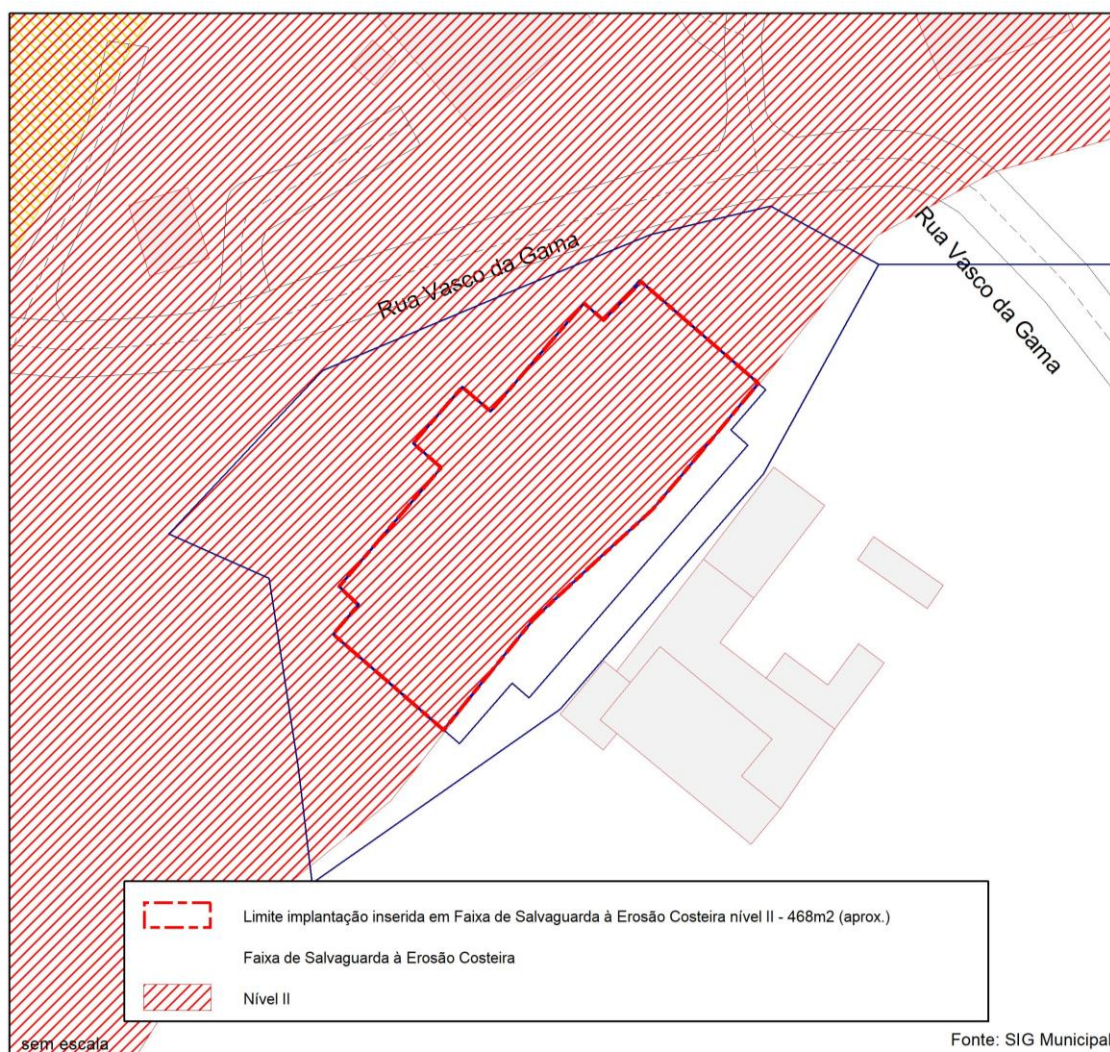 Rua Vasco da Gama
Rua Vasco da Gama
Limite implantação inserida em Faixa de Salvaguarda à Erosão Costeira nível II - 468m2 (aprox.)
Faixa de Salvaguarda à Erosão Costeira
Nível II
sem escala
Fonte: SIG Municipal